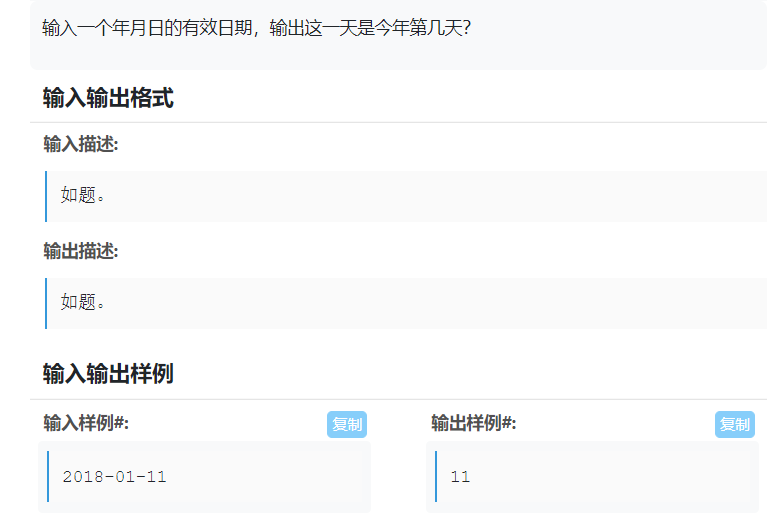 输入一个年月日的有效日期，输出这一天是今年第几天？
输入输出格式
输入描述:
如题。
输出描述:
如题。
输入输出样例
输入样例#:
复制
输出样例#:
复制
2018-01-11
11